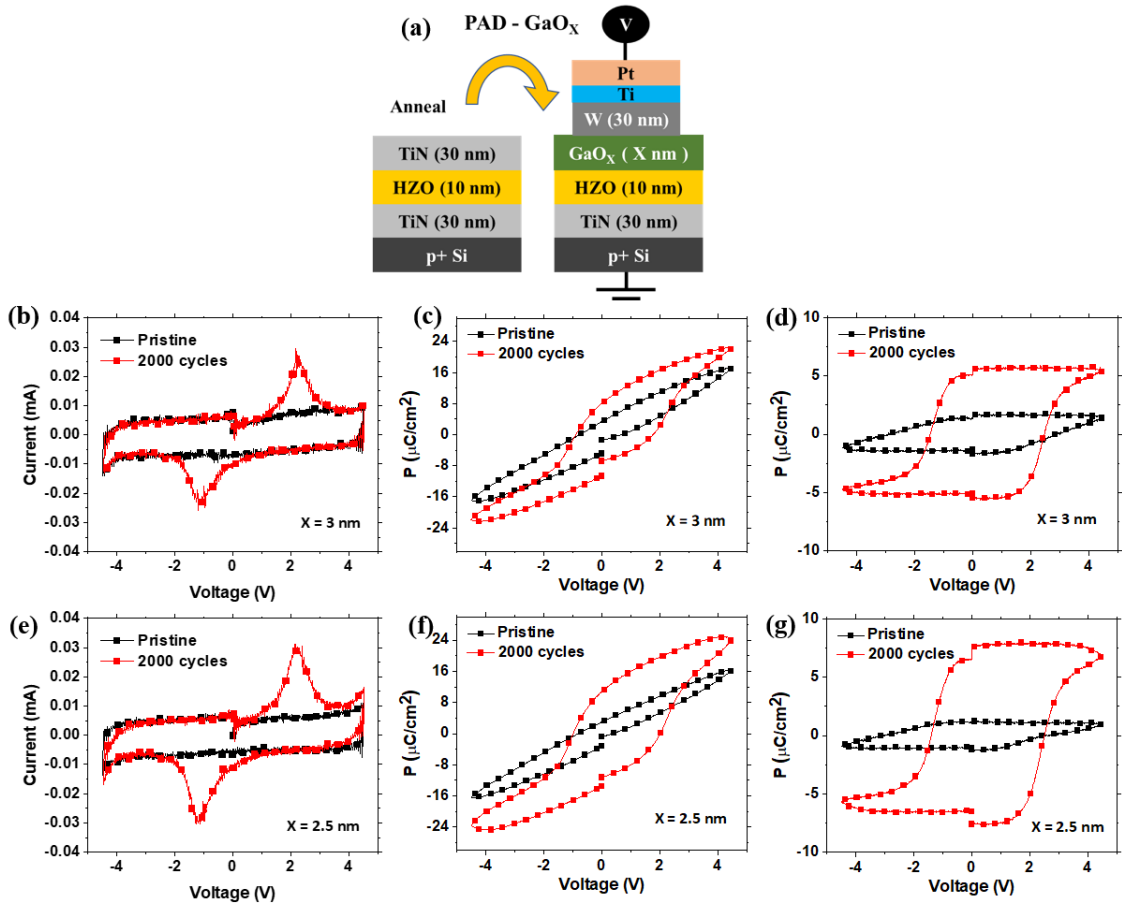 (a)
PAD - GaOX
V
Pt
Ti
Anneal
W (30 nm)
TiN (30 nm)
GaOX ( X nm )
HZO (10 nm)
HZO (10 nm)
TiN (30 nm)
TiN (30 nm)
p+ Si
p+ Si
(b)
0.04
0.03
0.02
0.01
0.00
-0.01
-0.02
-0.03
-0.04
Current (mA)
Pristine
2000 cycles
X = 3 nm
-4 -2 0 2 4
Voltage (V)
(c)
24
16
8
0
-8
-16
-24
P (μC/cm2)
Pristine
2000 cycles
X = 3 nm
-4 -2 0 2 4
Voltage (V)
(d)
10
5
0
-5
-10
P (μC/cm2)
Pristine
2000 cycles
X = 3 nm
-4 -2 0 2 4
Voltage (V)
(e)
0.04
0.03
0.02
0.01
0.00
-0.01
-0.02
-0.03
-0.04
Current (mA)
Pristine
2000 cycles
X = 2.5 nm
-4 -2 0 2 4
Voltage (V)
(f)
24
16
8
0
-8
-16
-24
P (μC/cm2)
Pristine
2000 cycles
X = 2.5 nm
-4 -2 0 2 4
Voltage (V)
(g)
10
5
0
-5
-10
P (μC/cm2)
Pristine
2000 cycles
X = 2.5 nm
-4 -2 0 2 4
Voltage (V)